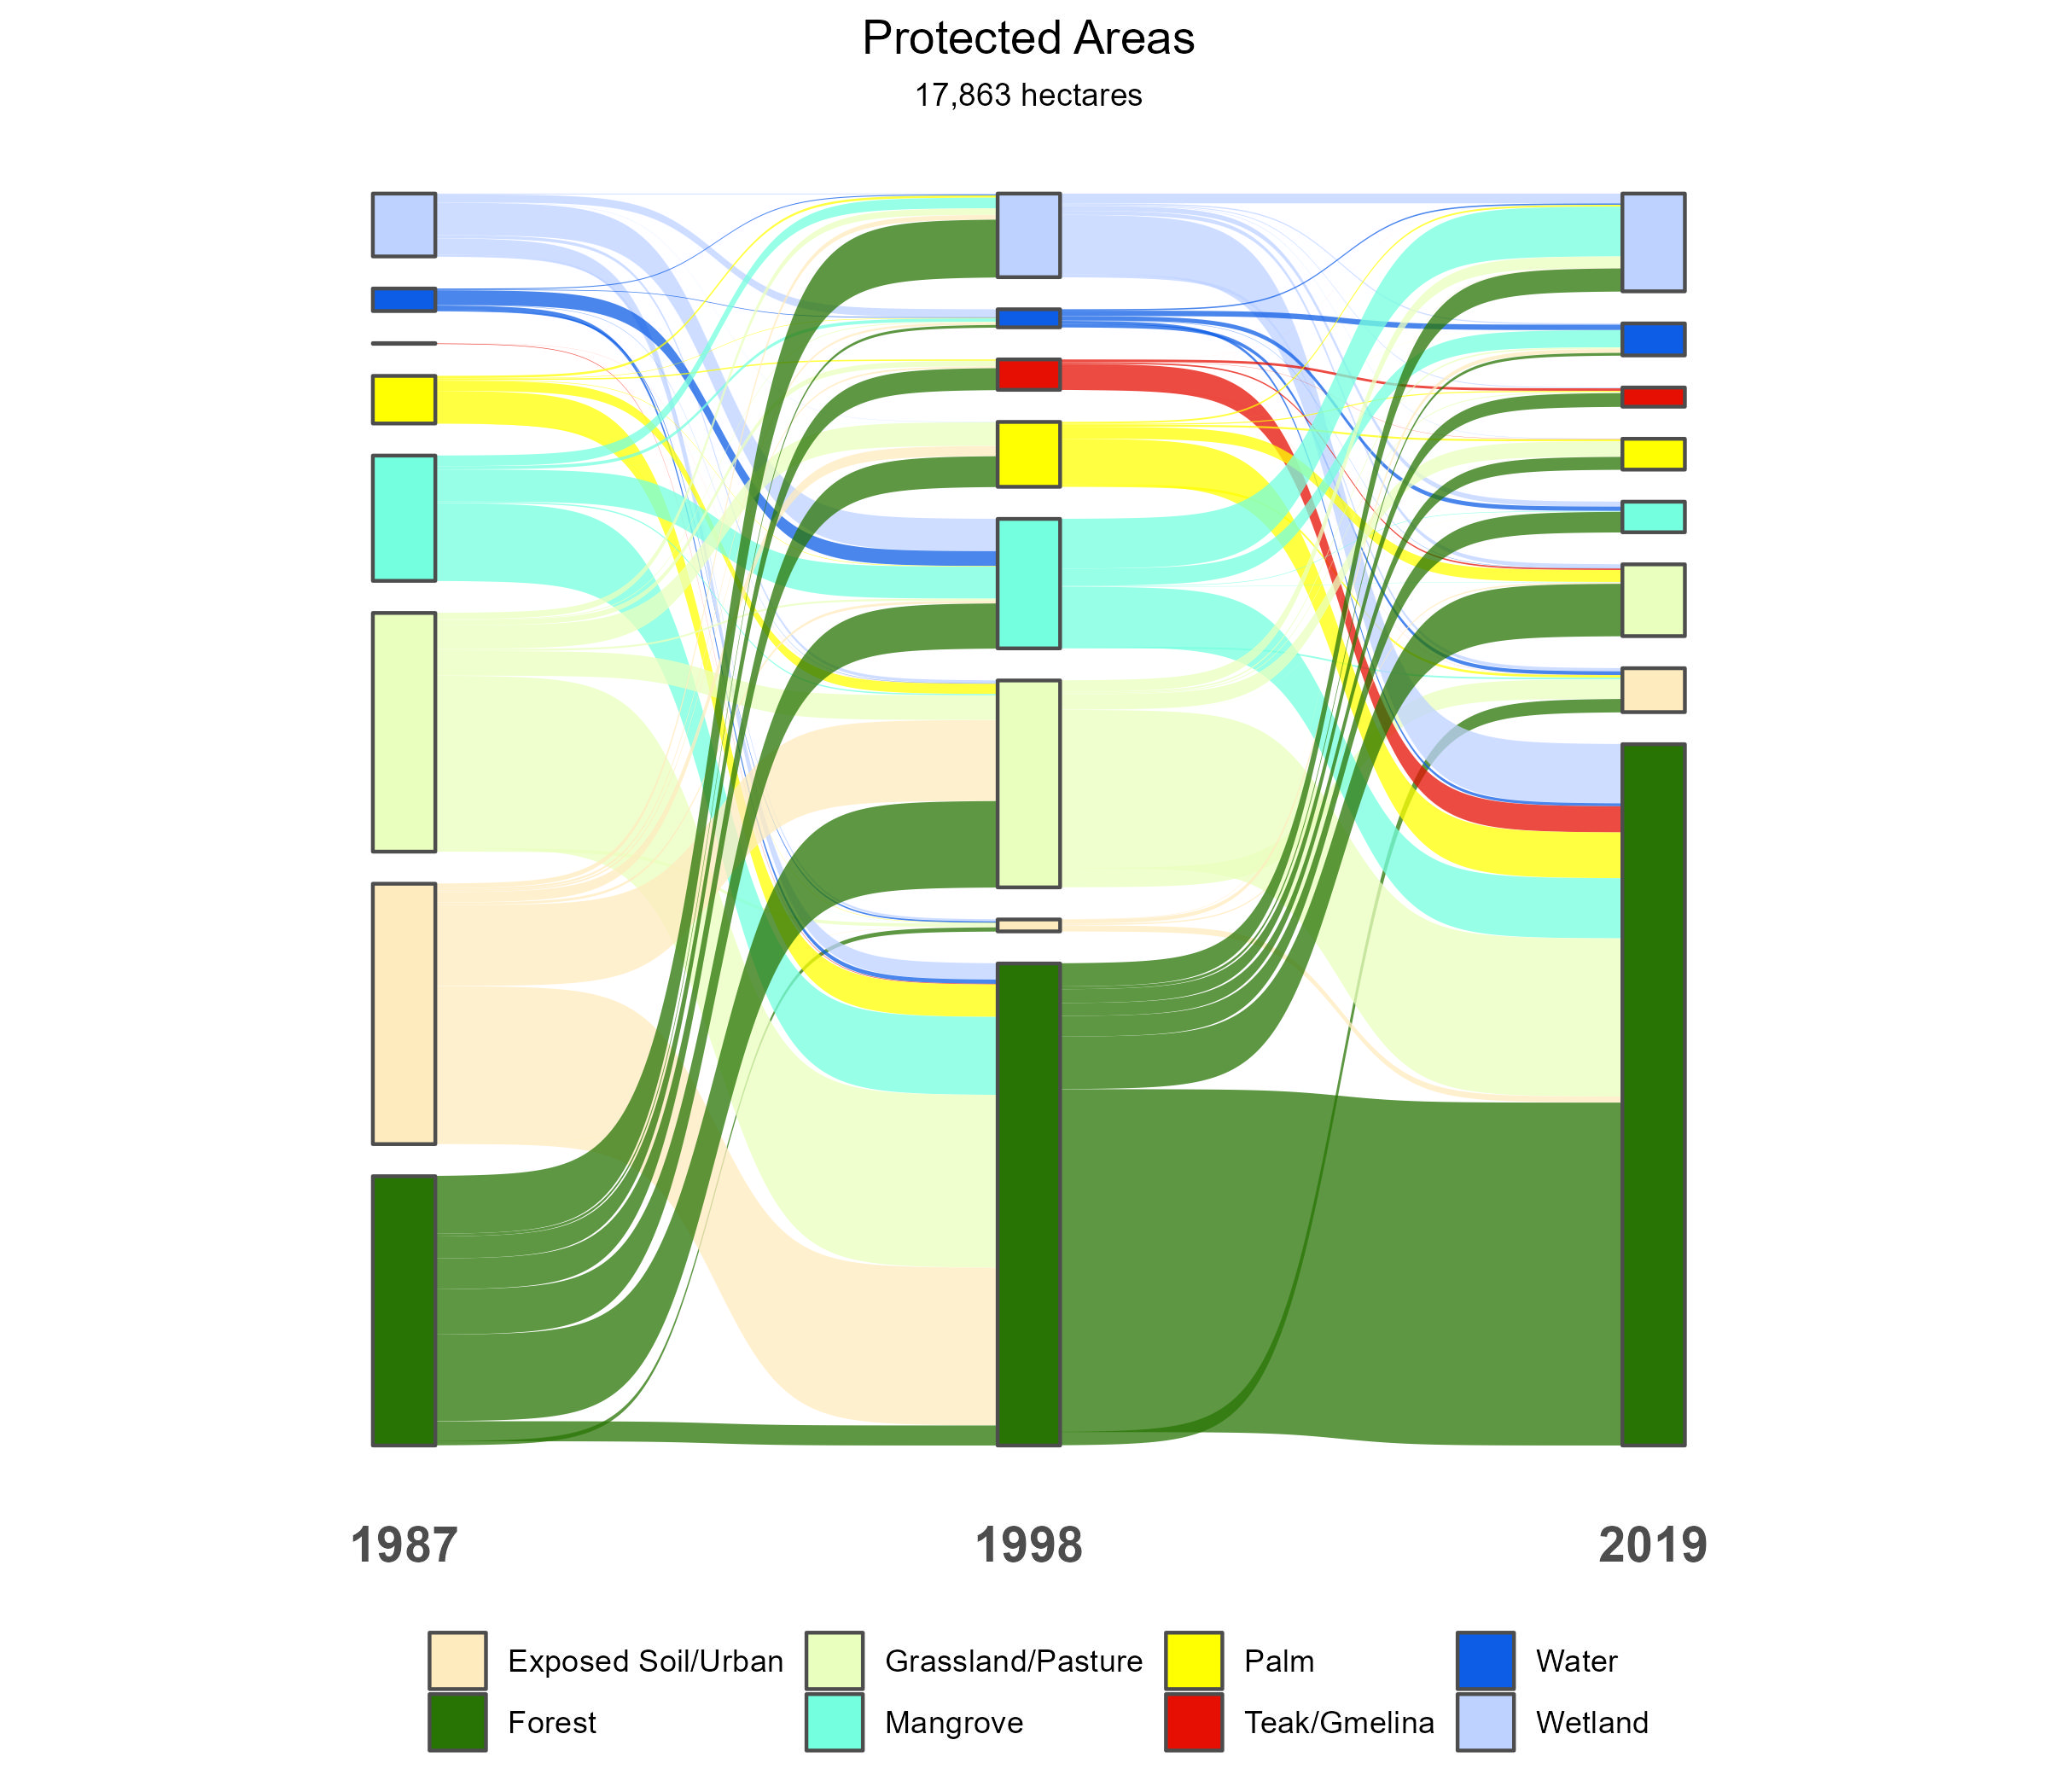 Protected Areas
17,863 hectares
1987 1998 2019
Exposed Soil/Urban Grassland/Pasture Palm Water
Forest Mangrove Teak/Gmelina Wetland